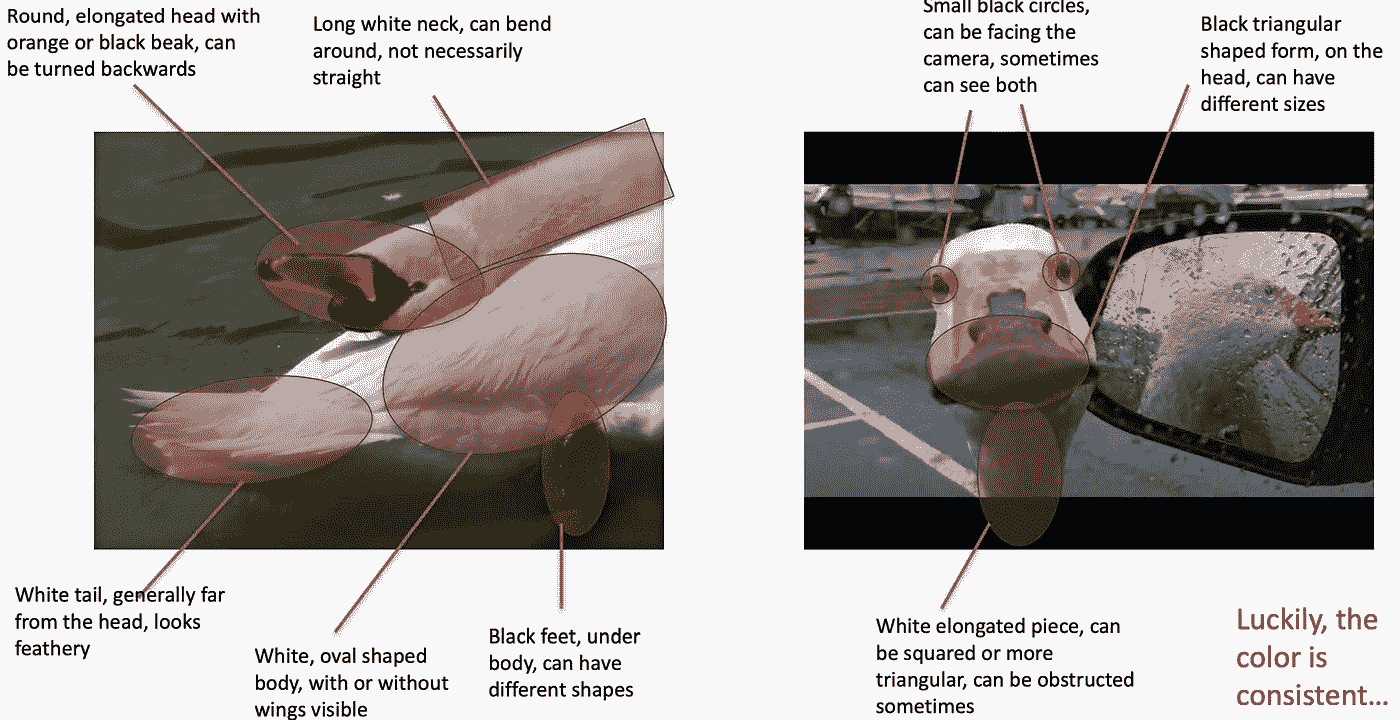 Round, elongated head with
orange or black beak, can
be turned backwards
Long white neck, can bend
around, not necessarily
straight
Small black circles,
can be facing the
camera, sometimes
can see both
Black triangular
shaped form, on the
head, can have
different sizes
White tail, generally far
from the head, looks
feathery
White, oval shaped
body, with or without
wings visible
Black feet, under
body, can have
different shapes
White elongated piece, can
be squared or more
triangular, can be obstructed
sometimes
Luckily, the
color is
consistent…